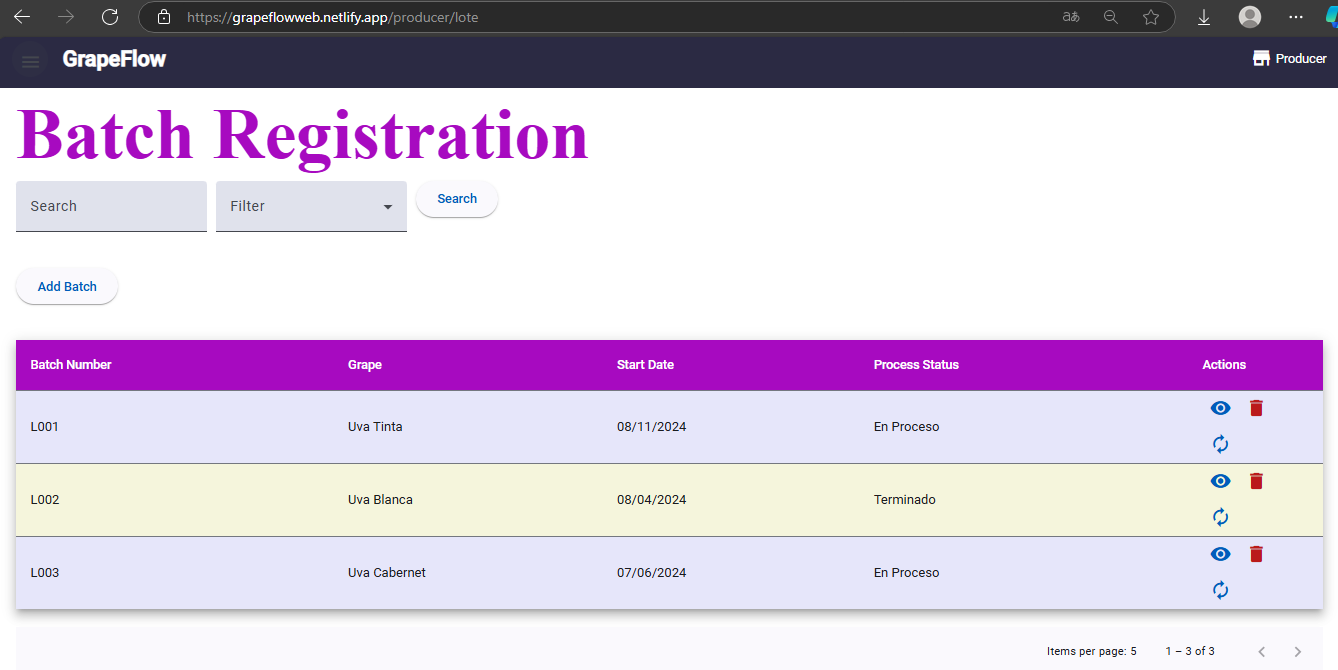 https://grapeflowweb.netlify.app/producer/lote
GrapeFlow
Producer
Batch Registration
Search
Filter
Search
Add Batch
Batch Number Grape Start Date Process Status Actions
L001 Uva Tinta 08/11/2024 En Proceso
L002 Uva Blanca 08/04/2024 Terminado
L003 Uva Cabernet 07/06/2024 En Proceso
Items per page: 5 1 – 3 of 3